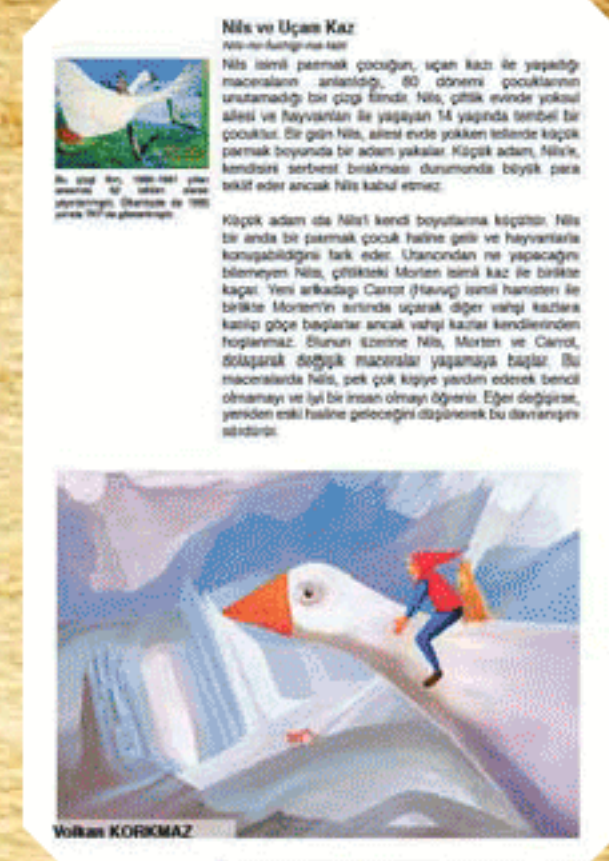 Nils ve Uçan Kaz
Nils isimli parmak çocuğun, uçan kazı ile yaşadığı
maceraların anlatıldığı, 80 dönemi çocuklarının
unutamadığı bir çizgi filmdir. Nils, çiftlik evinde yoksul
ailesi ve hayvanları ile yaşayan 14 yaşında tembel bir
çocuktur. Bir gün Nils, ailesi evde yokken küçük
parmak boyunda bir adam yakalar. Küçük adam, Nils'e,
kendisini serbest bırakması durumunda büyük para
teklif eder ancak Nils kabul etmez.
Küçük adam da Nils'i kendi boyutlarına küçültür. Nils
bir anda bir parmak çocuk haline gelir ve hayvanlarla
konuşabildiğini fark eder. Utancından ne yapacağını
bilemeyen Nils, çiftlikteki Morten isimli kaz ile birlikte
kaçar. Yeni arkadaşı Carrot (Havuç) isimli hamsteri ile
birlikte Morten'in sırtında uçarak diğer vahşi kazlara
katılıp göçe başlarlar ancak vahşi kazlar kendilerinden
hoşlanmaz. Bunun üzerine Nils, Morten ve Carrot,
dolaşarak değişik maceralar yaşamaya başlar. Bu
maceralarda Nils, pek çok kişiye yardım ederek bencil
olmamayı ve iyi bir insan olmayı öğrenir. Eğer değişirse,
yeniden eski haline geleceğini düşünerek bu davranışını
sürdürür.
Volkan KORKMAZ